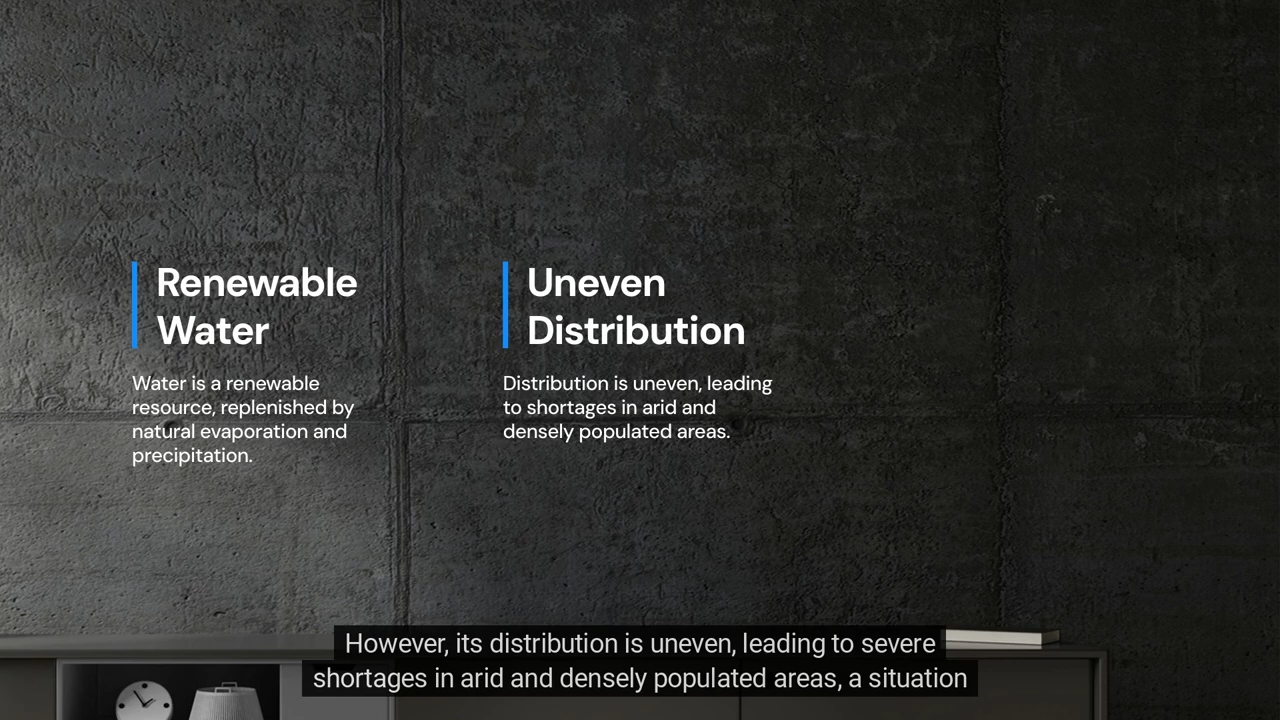 Renewable
Water
Water is a renewable
resource, replenished by
natural evaporation and
precipitation.
Uneven
Distribution
Distribution is uneven, leading
to shortages in arid and
densely populated areas.
However, its distribution is uneven, leading to severe
shortages in arid and densely populated areas, a situation